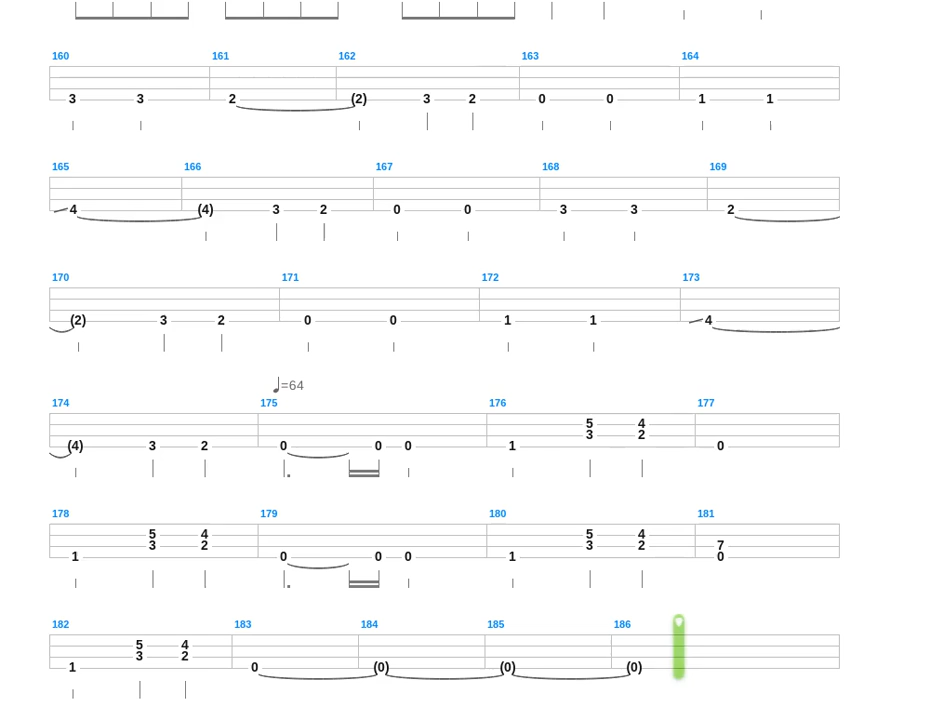 160 161 162 163 164
3 3 2 (2) 3 2 0 0 1 1
165 166 167 168 169
4 (4) 3 2 0 0 3 3 2
170 171 172 173
(2) 3 2 0 0 1 1 4
=64
174 175 176 177
5 4
3 2
(4) 3 2 0 0 0 1 0
178 179 180 181
5 4 5 4
3 2 3 2 7
1 0 0 0 1 0
182 183 184 185 186
5 4
3 2
1 0 (0) (0) (0)